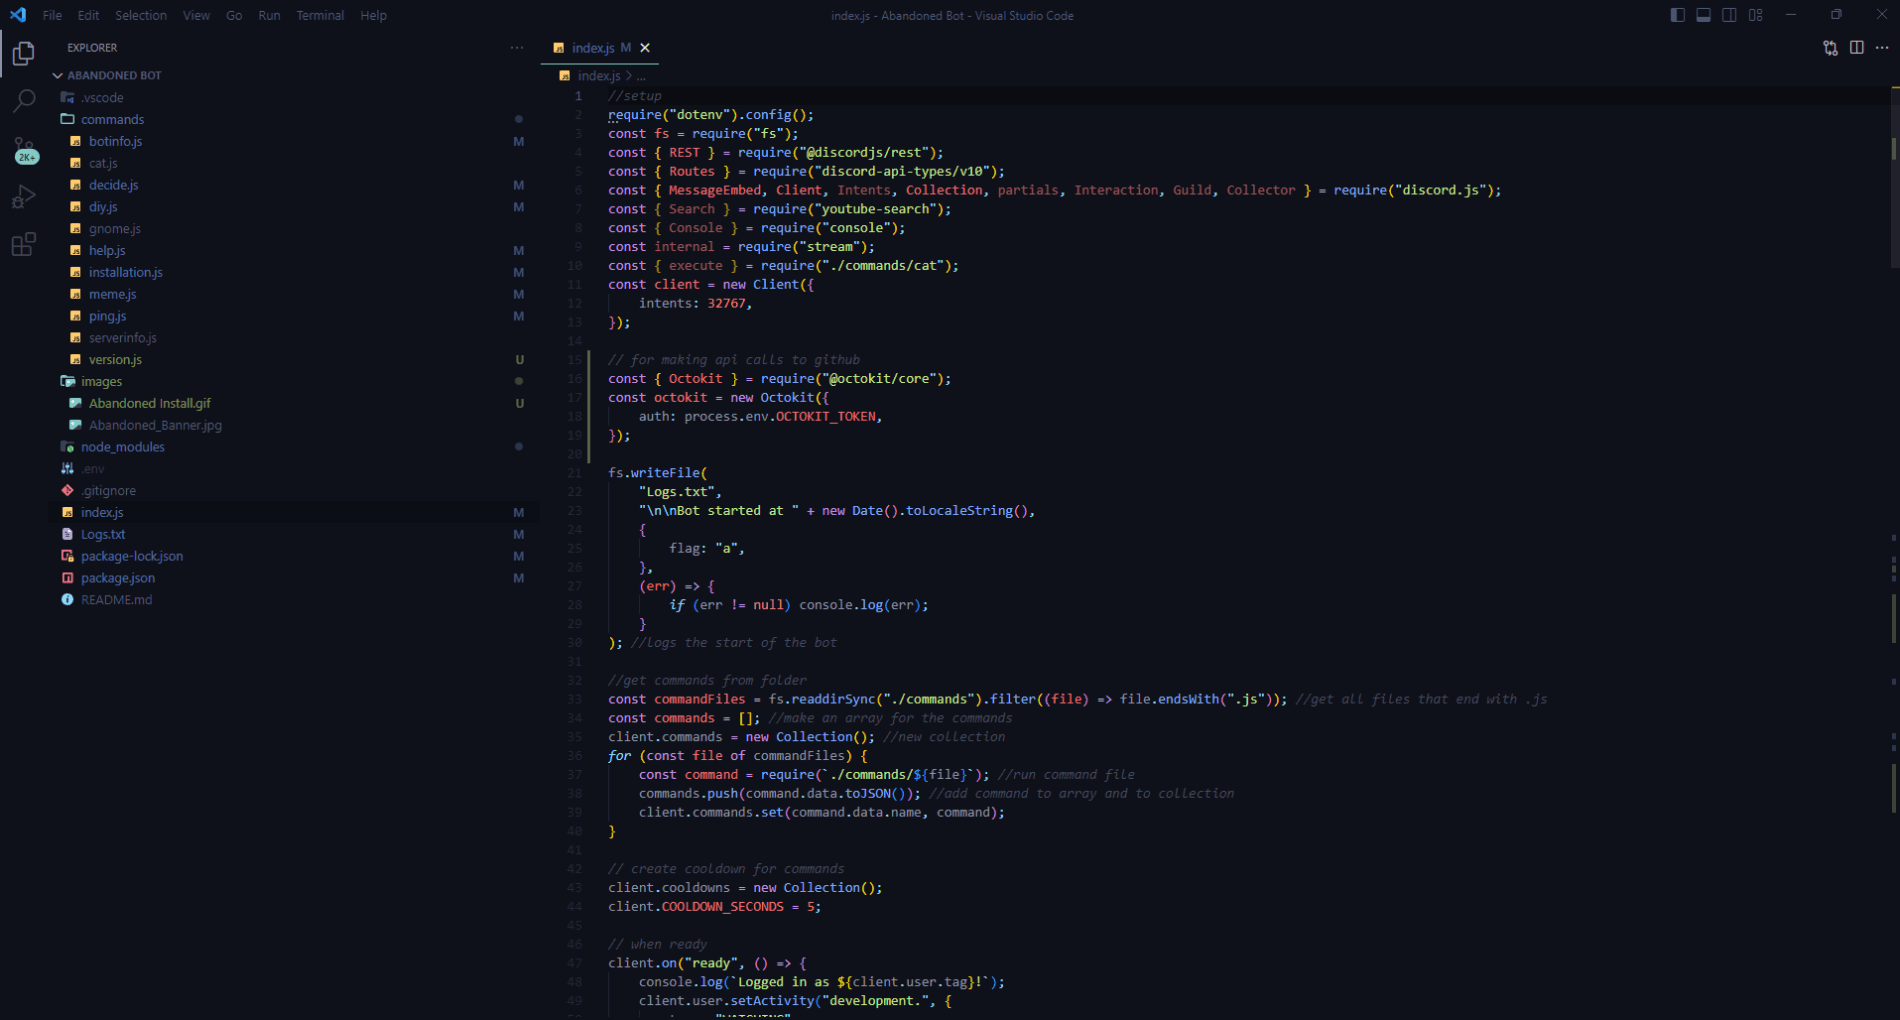 File Edit Selection View Go Run Terminal Help
index.js - Abandoned Bot - Visual Studio Code
EXPLORER
ABANDONED BOT
.vscode
commands
botinfo.js M
cat.js
decide.js M
diy.js M
gnome.js
help.js M
installation.js M
meme.js M
ping.js M
serverinfo.js
version.js U
images
Abandoned Install.gif U
Abandoned_Banner.jpg
node_modules
.env
.gitignore
index.js M
Logs.txt M
package-lock.json M
package.json M
README.md
2K+
index.js M
index.js > ...
1 //setup
2 require("dotenv").config();
3 const fs = require("fs");
4 const { REST } = require("@discordjs/rest");
5 const { Routes } = require("discord-api-types/v10");
6 const { MessageEmbed, Client, Intents, Collection, partials, Interaction, Guild, Collector } = require("discord.js");
7 const { Search } = require("youtube-search");
8 const { Console } = require("console");
9 const internal = require("stream");
10 const { execute } = require("./commands/cat");
11 const client = new Client({
12 intents: 32767,
13 });
14
15 // for making api calls to github
16 const { Octokit } = require("@octokit/core");
17 const octokit = new Octokit({
18 auth: process.env.OCTOKIT_TOKEN,
19 });
20
21 fs.writeFile(
22 "Logs.txt",
23 "\n\nBot started at " + new Date().toLocaleString(),
24 {
25 flag: "a",
26 },
27 (err) => {
28 if (err != null) console.log(err);
29 }
30 ); //logs the start of the bot
31
32 //get commands from folder
33 const commandFiles = fs.readdirSync("./commands").filter((file) => file.endsWith(".js")); //get all files that end with .js
34 const commands = []; //make an array for the commands
35 client.commands = new Collection(); //new collection
36 for (const file of commandFiles) {
37 const command = require(`./commands/${file}`); //run command file
38 commands.push(command.data.toJSON()); //add command to array and to collection
39 client.commands.set(command.data.name, command);
40 }
41
42 // create cooldown for commands
43 client.cooldowns = new Collection();
44 client.COOLDOWN_SECONDS = 5;
45
46 // when ready
47 client.on("ready", () => {
48 console.log(`Logged in as ${client.user.tag}!`);
49 client.user.setActivity("development.", {